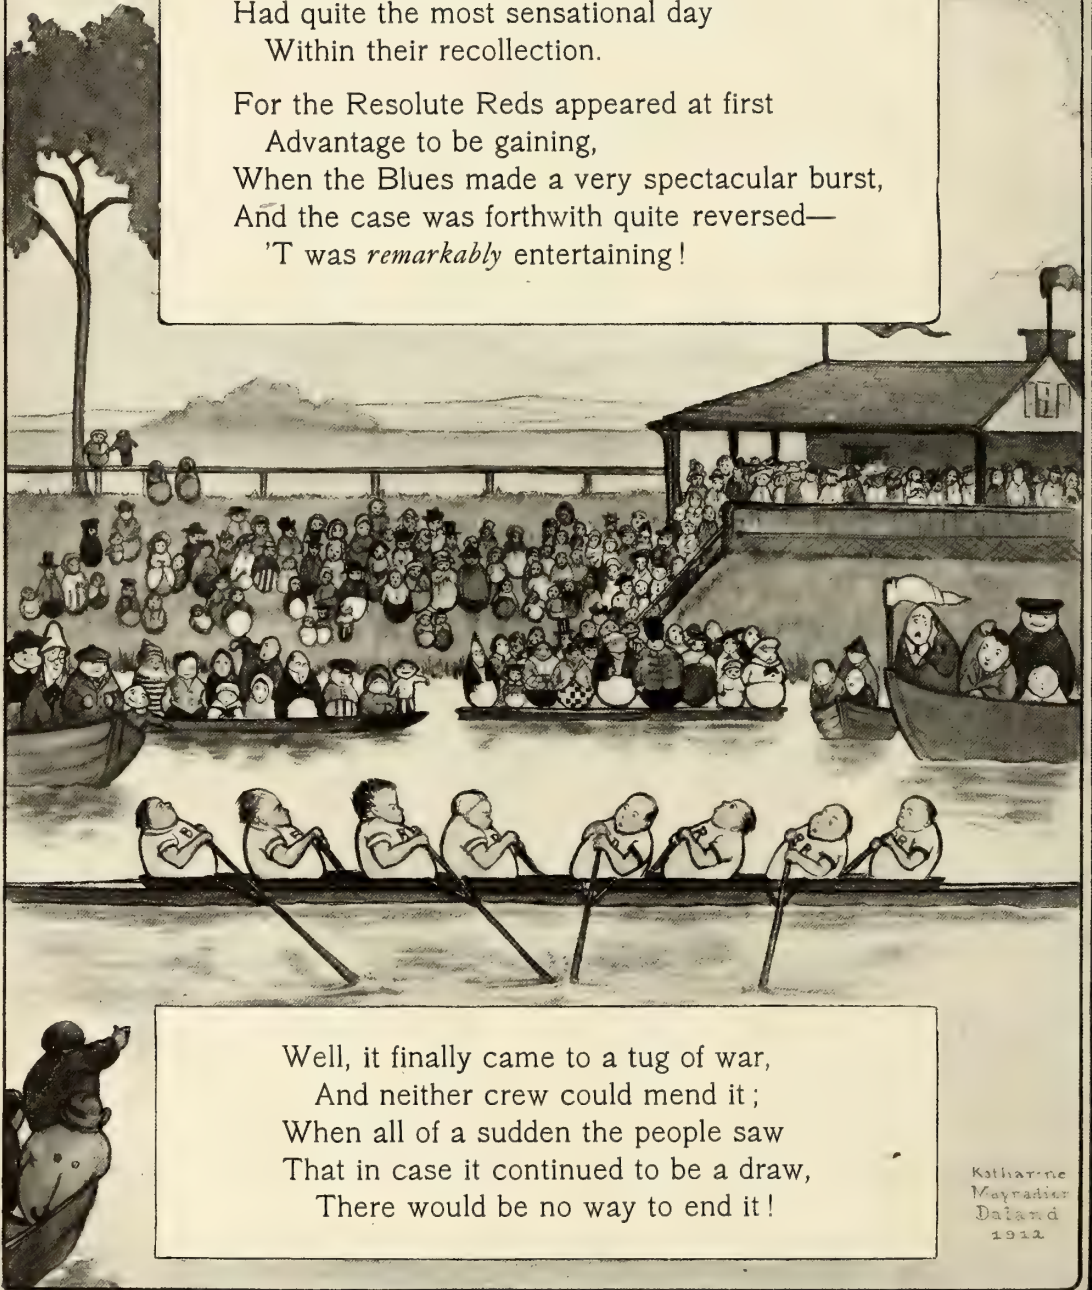 Had quite the most sensational day
Within their recollection.
For the Resolute Reds appeared at first
Advantage to be gaining,
When the Blues made a very spectacular burst,
And the case was forthwith quite reversed—
'T was remarkably entertaining!
Well, it finally came to a tug of war,
And neither crew could mend it;
When all of a sudden the people saw
That in case it continued to be a draw,
There would be no way to end it!
Katharine
Mayradier
Daland
1912